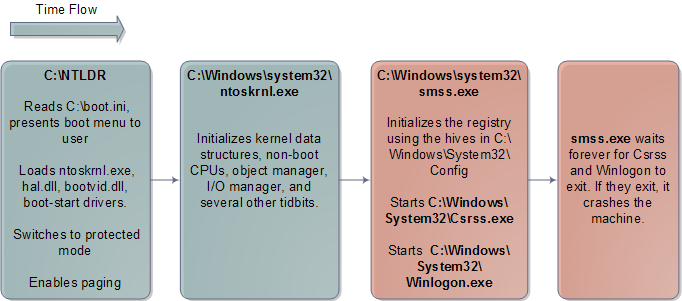 Time Flow
C:\NTLDR
Reads C:\boot.ini,
presents boot menu to
user
Loads ntoskrnl.exe,
hal.dll, bootvid.dll,
boot-start drivers.
Switches to protected
mode
Enables paging
C:\Windows\system32\
ntoskrnl.exe
Initializes kernel data
structures, non-boot
CPUs, object manager,
I/O manager, and
several other tidbits.
C:\Windows\system32\
smss.exe
Initializes the registry
using the hives in C:\
Windows\System32\
Config
Starts C:\Windows\
System32\Csrss.exe
Starts C:\Windows\
System32\
Winlogon.exe
smss.exe waits
forever for Csrss
and Winlogon to
exit. If they exit, it
crashes the
machine.